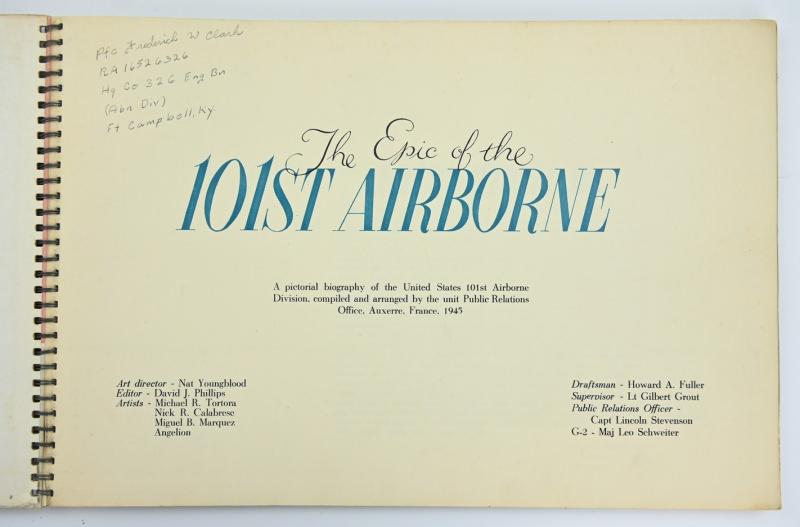 Pfc Frederick W Clark
RA 16526326
Hq Co 326 Eng Bn
(Abn Div)
Ft Campbell, Ky.
The Epic of the
101ST AIRBORNE
A pictorial biography of the United States 101st Airborne
Division, compiled and arranged by the unit Public Relations
Office, Auxerre, France, 1945
Art director - Nat Youngblood
Editor - David J. Phillips
Artists - Michael R. Tortora
Nick R. Calabrese
Miguel B. Marquez
Angelion
Draftsman - Howard A. Fuller
Supervisor - Lt Gilbert Grout
Public Relations Officer -
Capt Lincoln Stevenson
G-2 - Maj Leo Schweiter